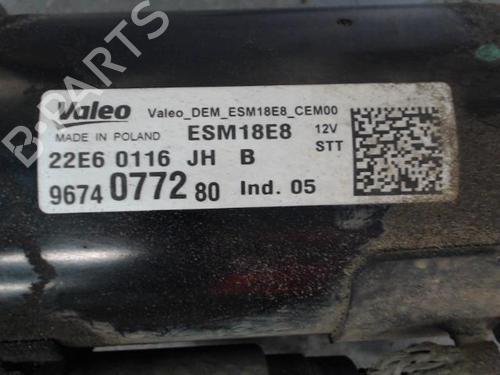 Valeo Valeo_DEM_ESM18E8_CEM00
MADE IN POLAND ESM18E8 12V
STT
22E6 0116 JH B
9674 0772 80 Ind. 05
B-PARTS